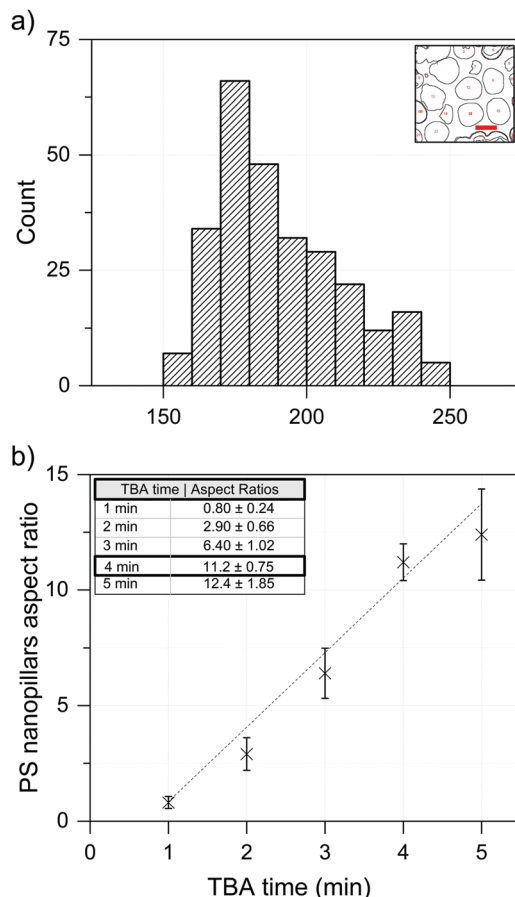 a)
75
50
25
0
Count
150
200
250
b)
15
10
5
0
PS nanopillars aspect ratio
TBA time | Aspect Ratios
1 min 0.80 ± 0.24
2 min 2.90 ± 0.66
3 min 6.40 ± 1.02
4 min 11.2 ± 0.75
5 min 12.4 ± 1.85
0 1 2 3 4 5
TBA time (min)